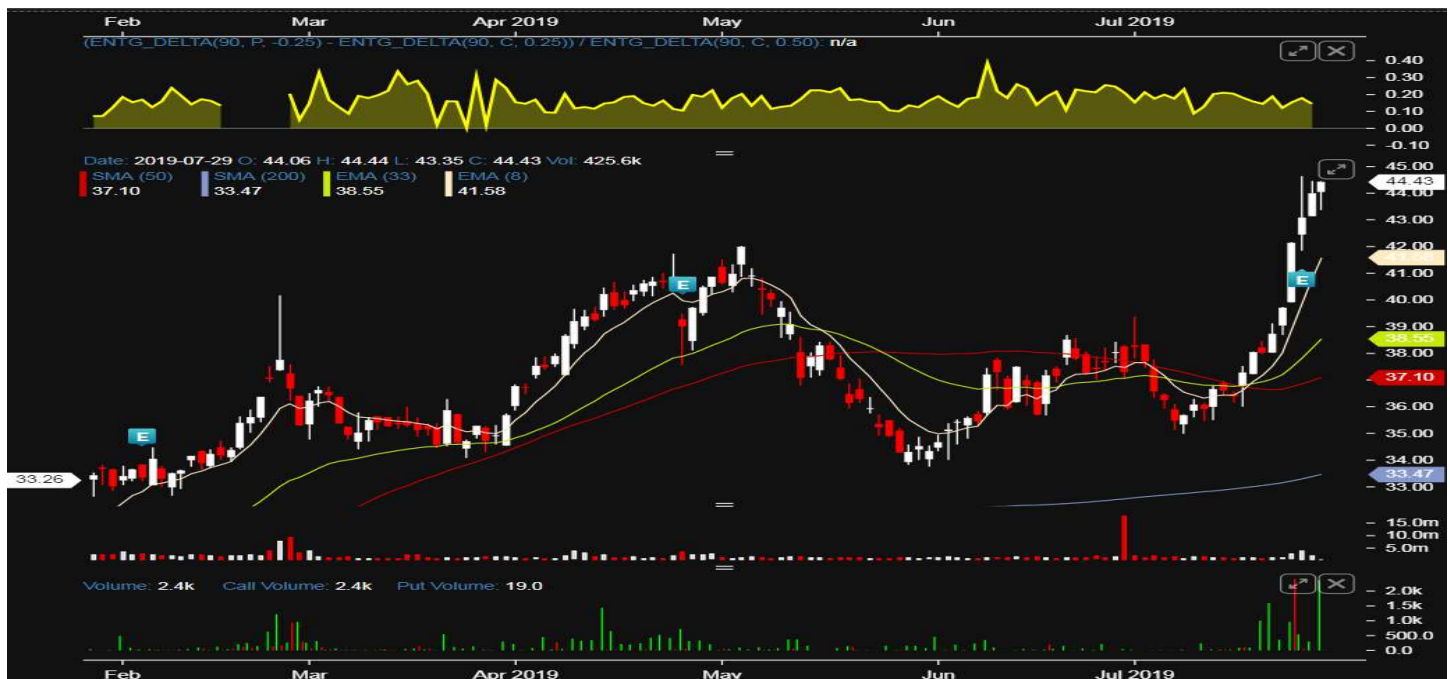 Feb Mar Apr 2019 May Jun Jul 2019
(ENTG_DELTA(90, P, -0.25) - ENTG_DELTA(90, C, 0.25)) / ENTG_DELTA(90, C, 0.50): n/a
0.40
0.30
0.20
0.10
0.00
-0.10
Date: 2019-07-29 O: 44.06 H: 44.44 L: 43.35 C: 44.43 Vol: 425.6k
SMA (50) SMA (200) EMA (33) EMA (8)
37.10 33.47 38.55 41.58
45.00
44.43
44.00
43.00
42.00
41.58
41.00
E
40.00
E
39.00
38.55
38.00
37.10
36.00
E
35.00
34.00
33.26
33.47
33.00
15.0m
10.0m
5.0m
Volume: 2.4k Call Volume: 2.4k Put Volume: 19.0
2.0k
1.5k
1.0k
500.0
0.0
Feb Mar Apr 2019 May Jun Jul 2019